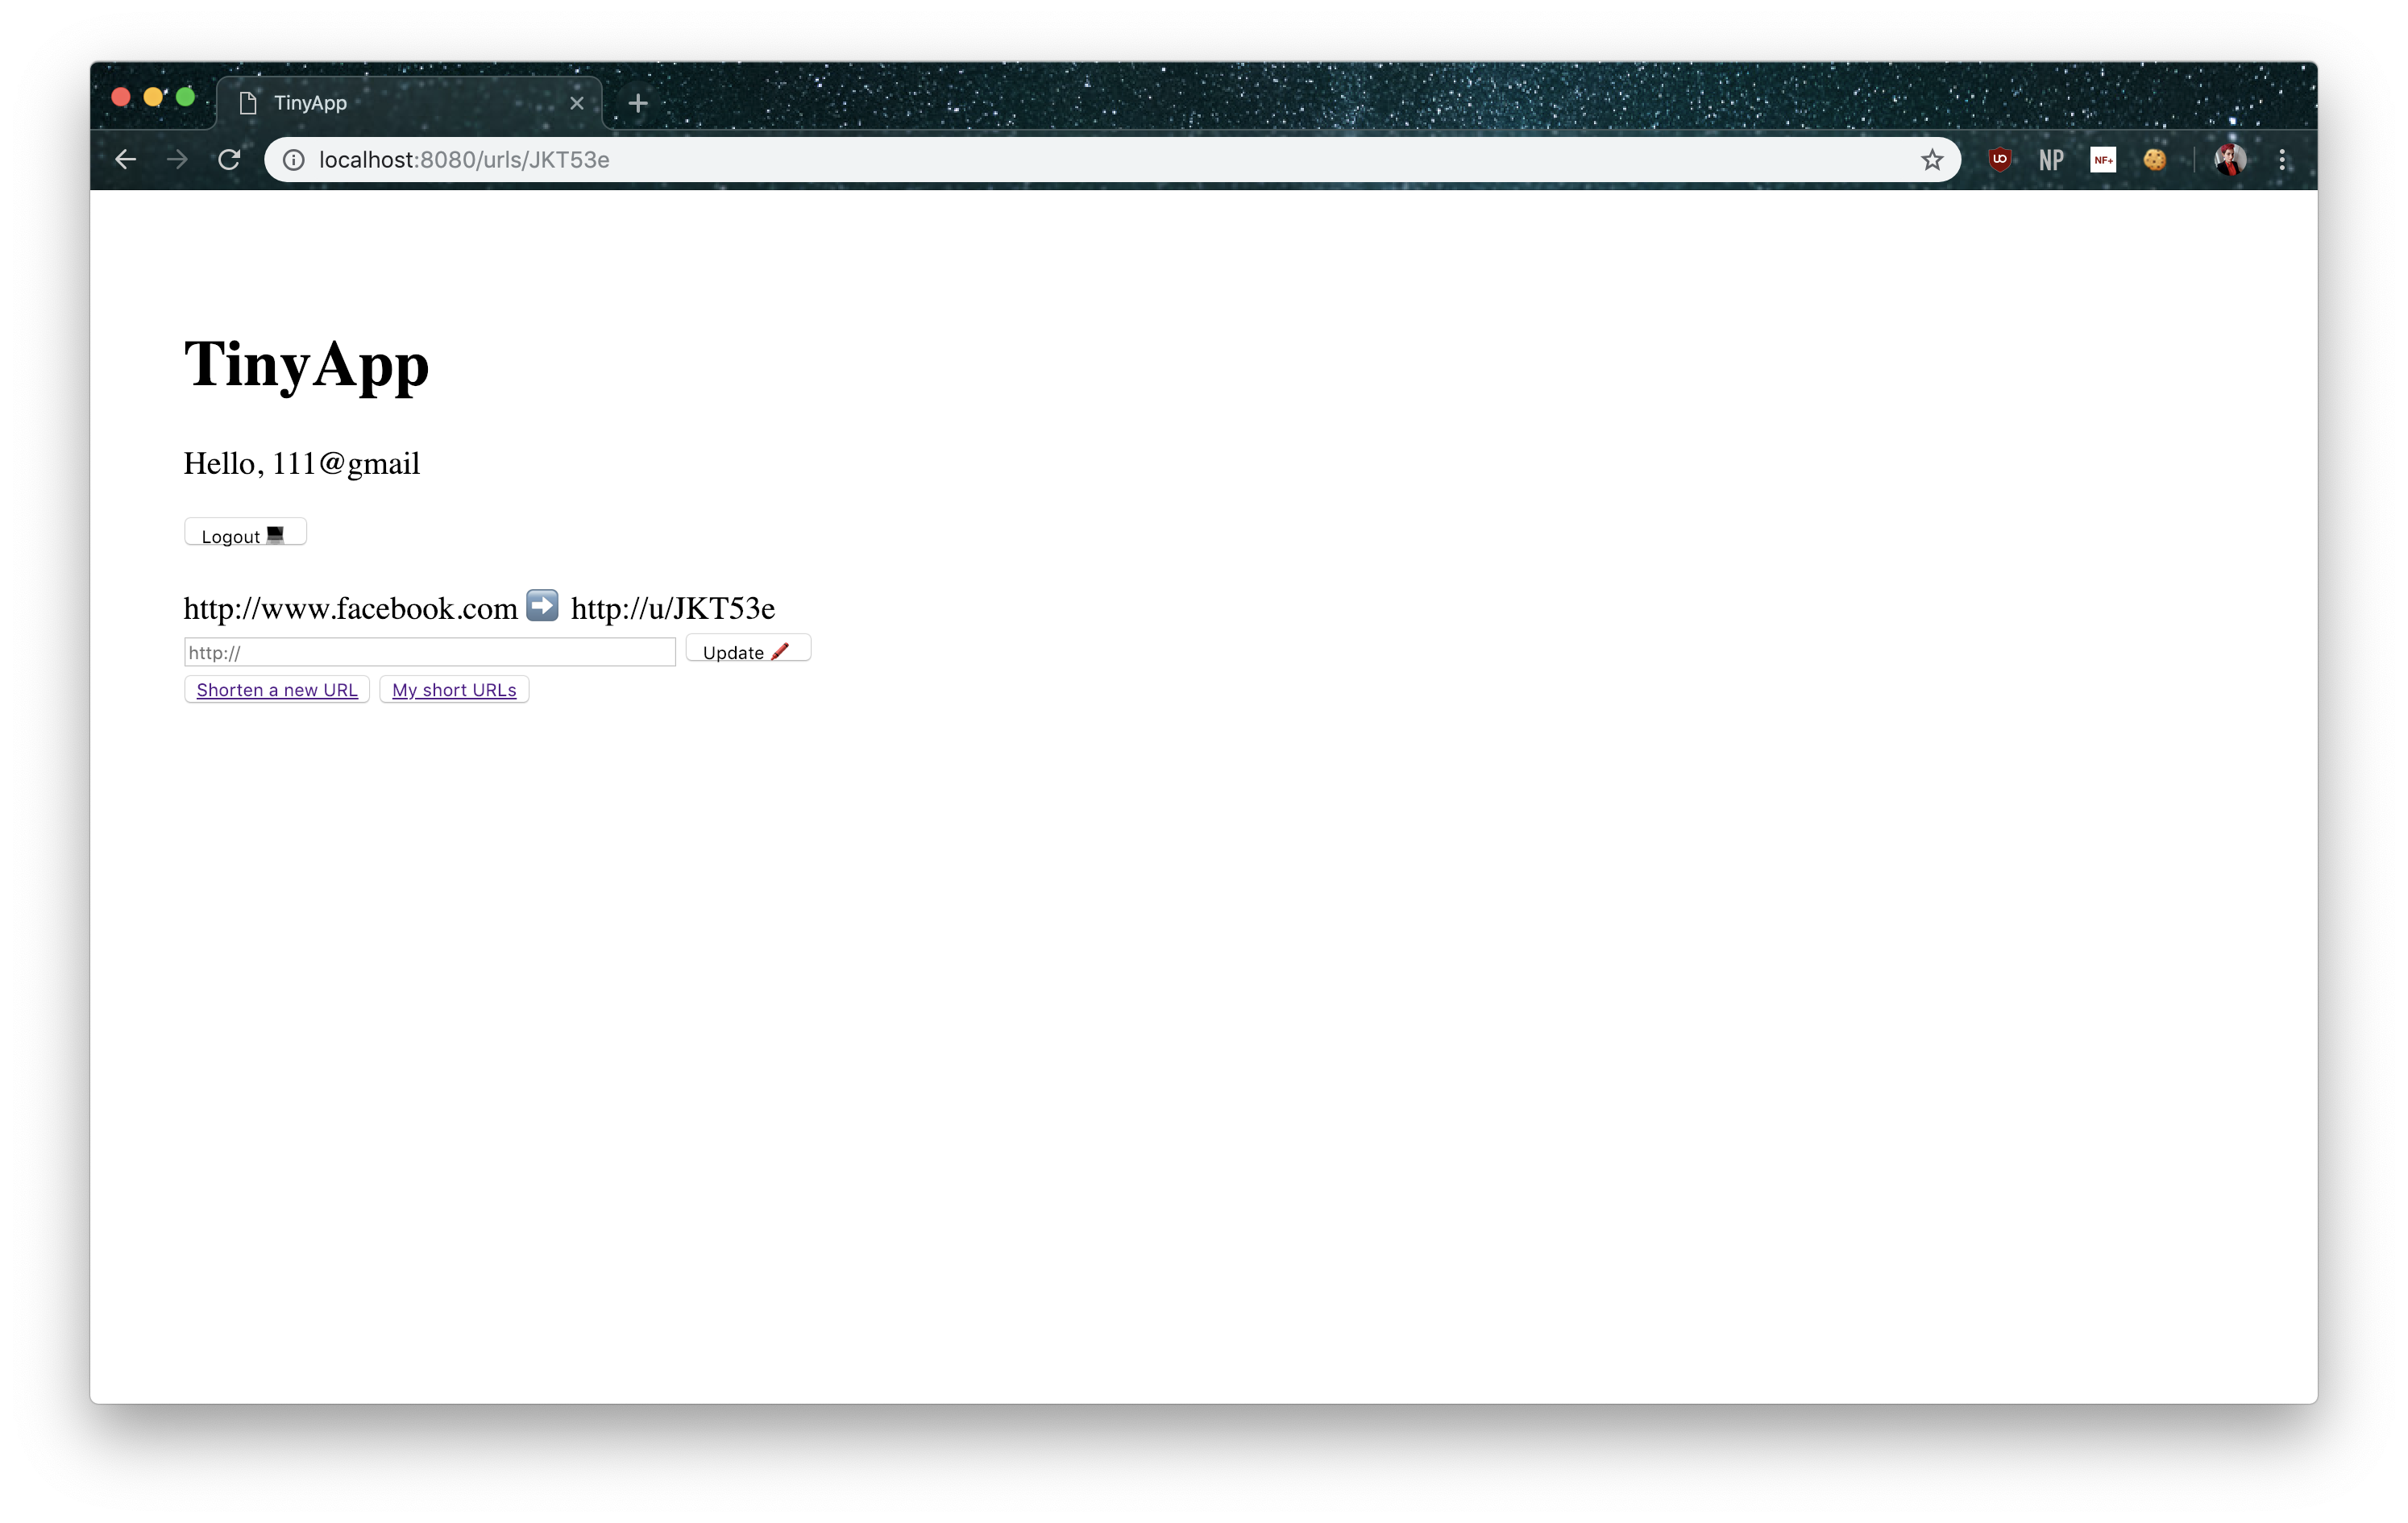 TinyApp
localhost:8080/urls/JKT53e
NP
NF+
TinyApp
Hello, 111@gmail
Logout 💻
http://www.facebook.com ➡️ http://u/JKT53e
http:// Update 🖍️
Shorten a new URL My short URLs